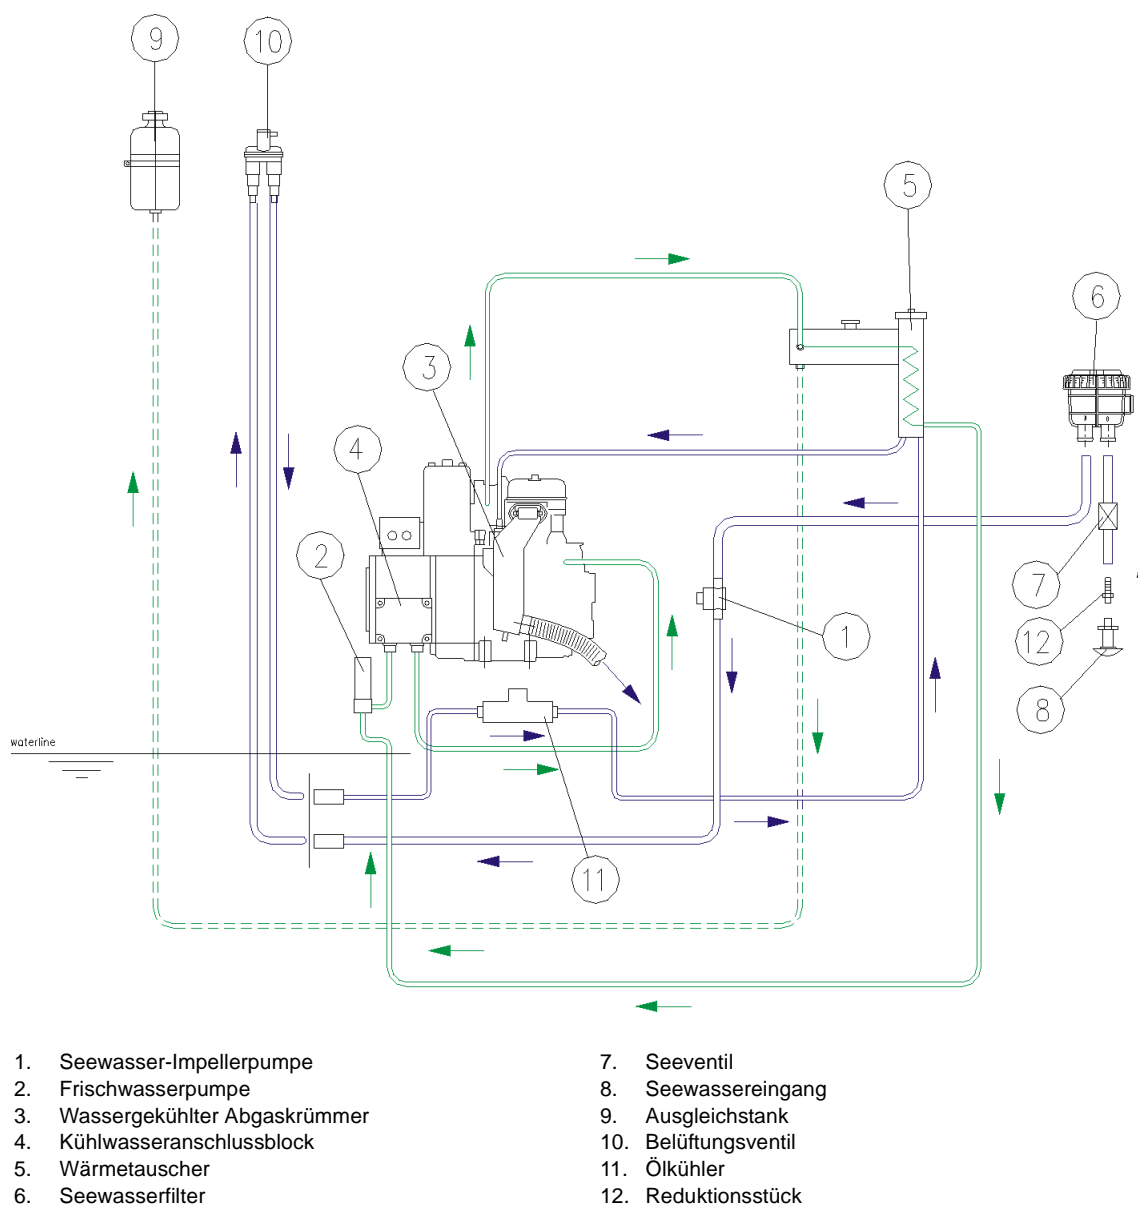 9
10
5
6
3
4
2
7
1
12
8
waterline
11
1. Seewasser-Impellerpumpe
2. Frischwasserpumpe
3. Wassergekühlter Abgaskrümmer
4. Kühlwasseranschlussblock
5. Wärmetauscher
6. Seewasserfilter
7. Seeventil
8. Seewassereingang
9. Ausgleichstank
10. Belüftungsventil
11. Ölkühler
12. Reduktionsstück